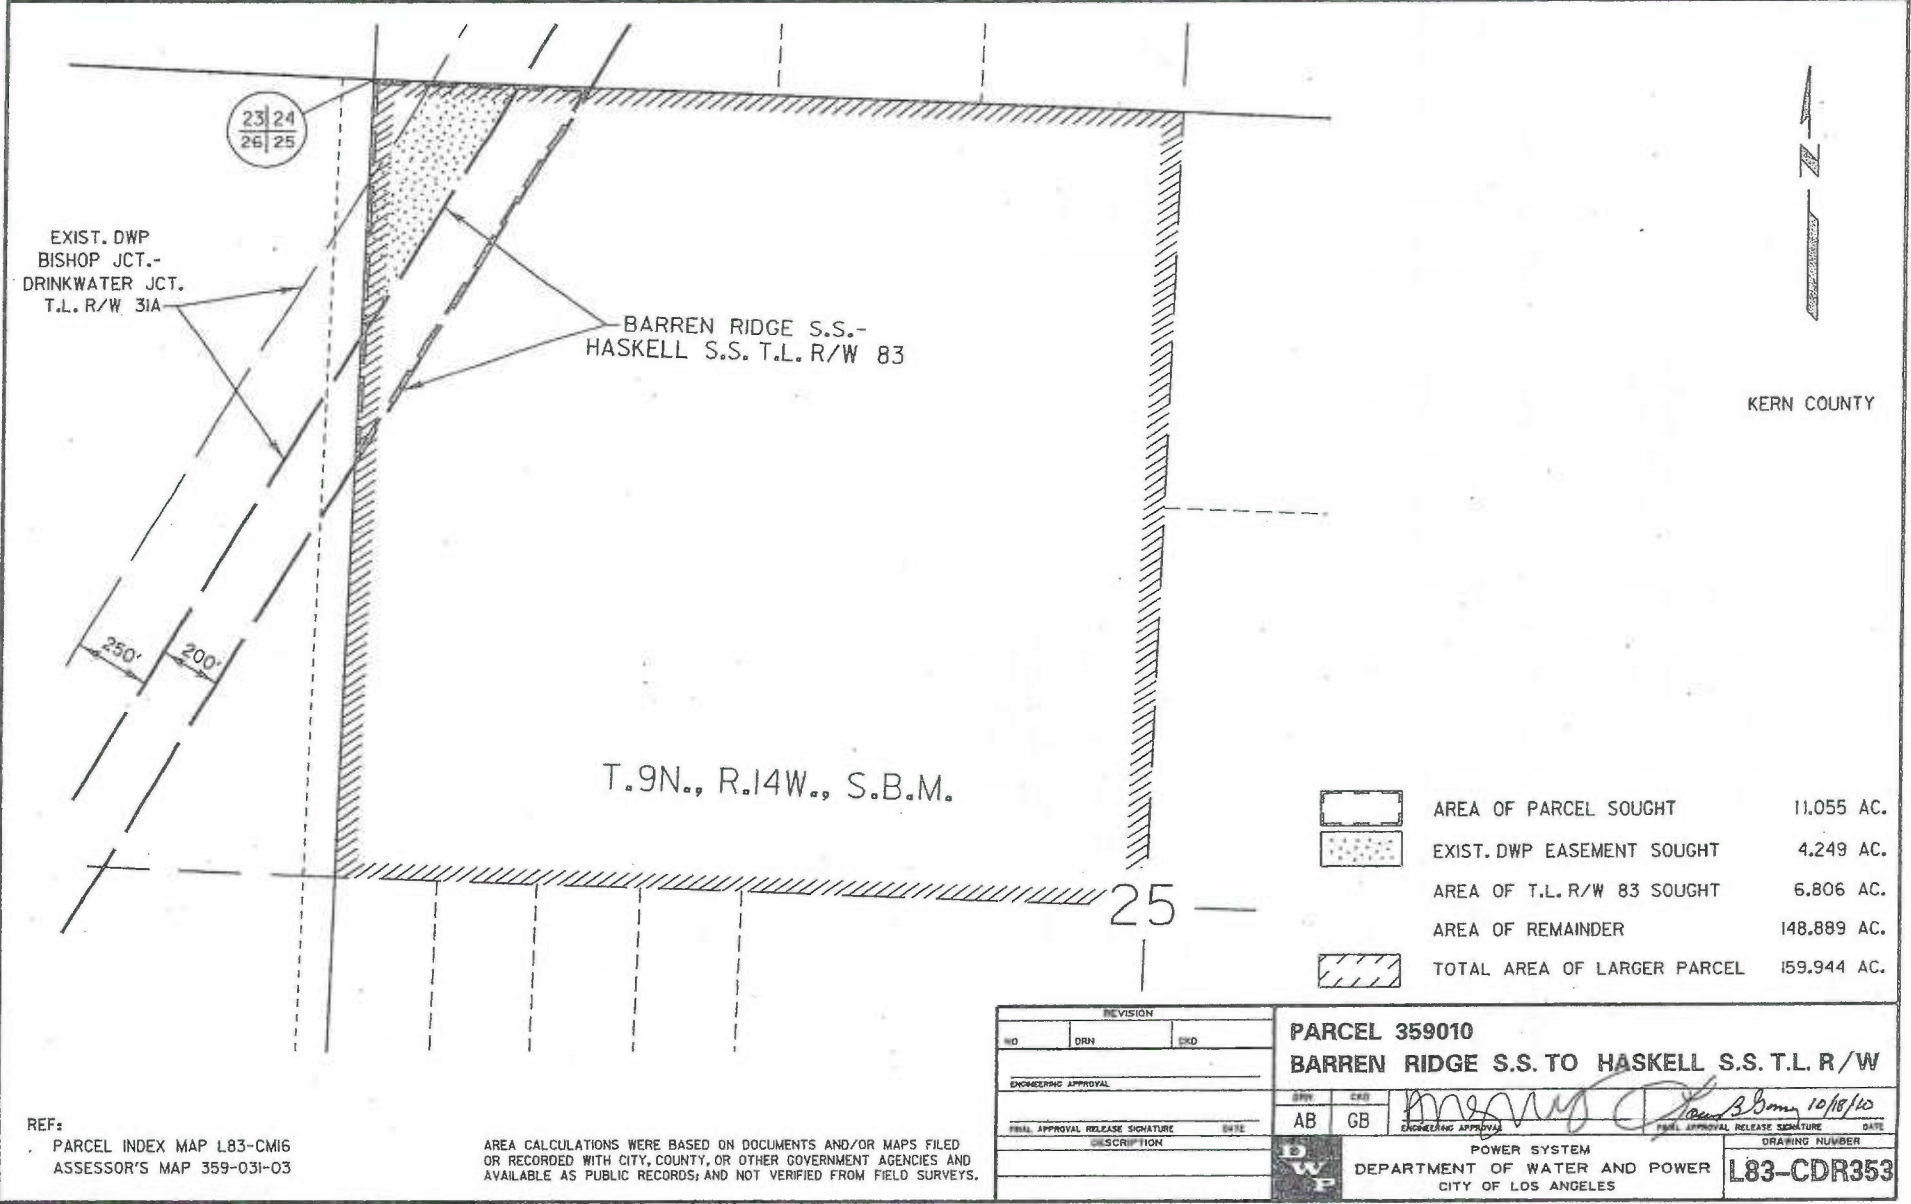 23 24
26 25
EXIST. DWP
BISHOP JCT.-
DRINKWATER JCT.
T.L. R/W 31A
BARREN RIDGE S.S.-
HASKELL S.S. T.L. R/W 83
N
KERN COUNTY
250'
200'
T.9N., R.14W., S.B.M.
25
AREA OF PARCEL SOUGHT 11.055 AC.
EXIST. DWP EASEMENT SOUGHT 4.249 AC.
AREA OF T.L. R/W 83 SOUGHT 6.806 AC.
AREA OF REMAINDER 148.889 AC.
TOTAL AREA OF LARGER PARCEL 159.944 AC.
REVISION
NO DRN CKD
ENGINEERING APPROVAL
FINAL APPROVAL RELEASE SIGNATURE DATE
DESCRIPTION
PARCEL 359010
BARREN RIDGE S.S. TO HASKELL S.S. T.L. R/W
DRN CKD
AB GB
10/18/10
ENGINEERING APPROVAL
FINAL APPROVAL RELEASE SIGNATURE DATE
DWP
POWER SYSTEM
DEPARTMENT OF WATER AND POWER
CITY OF LOS ANGELES
DRAWING NUMBER
L83-CDR353
REF:
PARCEL INDEX MAP L83-CM16
ASSESSOR'S MAP 359-031-03
AREA CALCULATIONS WERE BASED ON DOCUMENTS AND/OR MAPS FILED
OR RECORDED WITH CITY, COUNTY, OR OTHER GOVERNMENT AGENCIES AND
AVAILABLE AS PUBLIC RECORDS; AND NOT VERIFIED FROM FIELD SURVEYS.